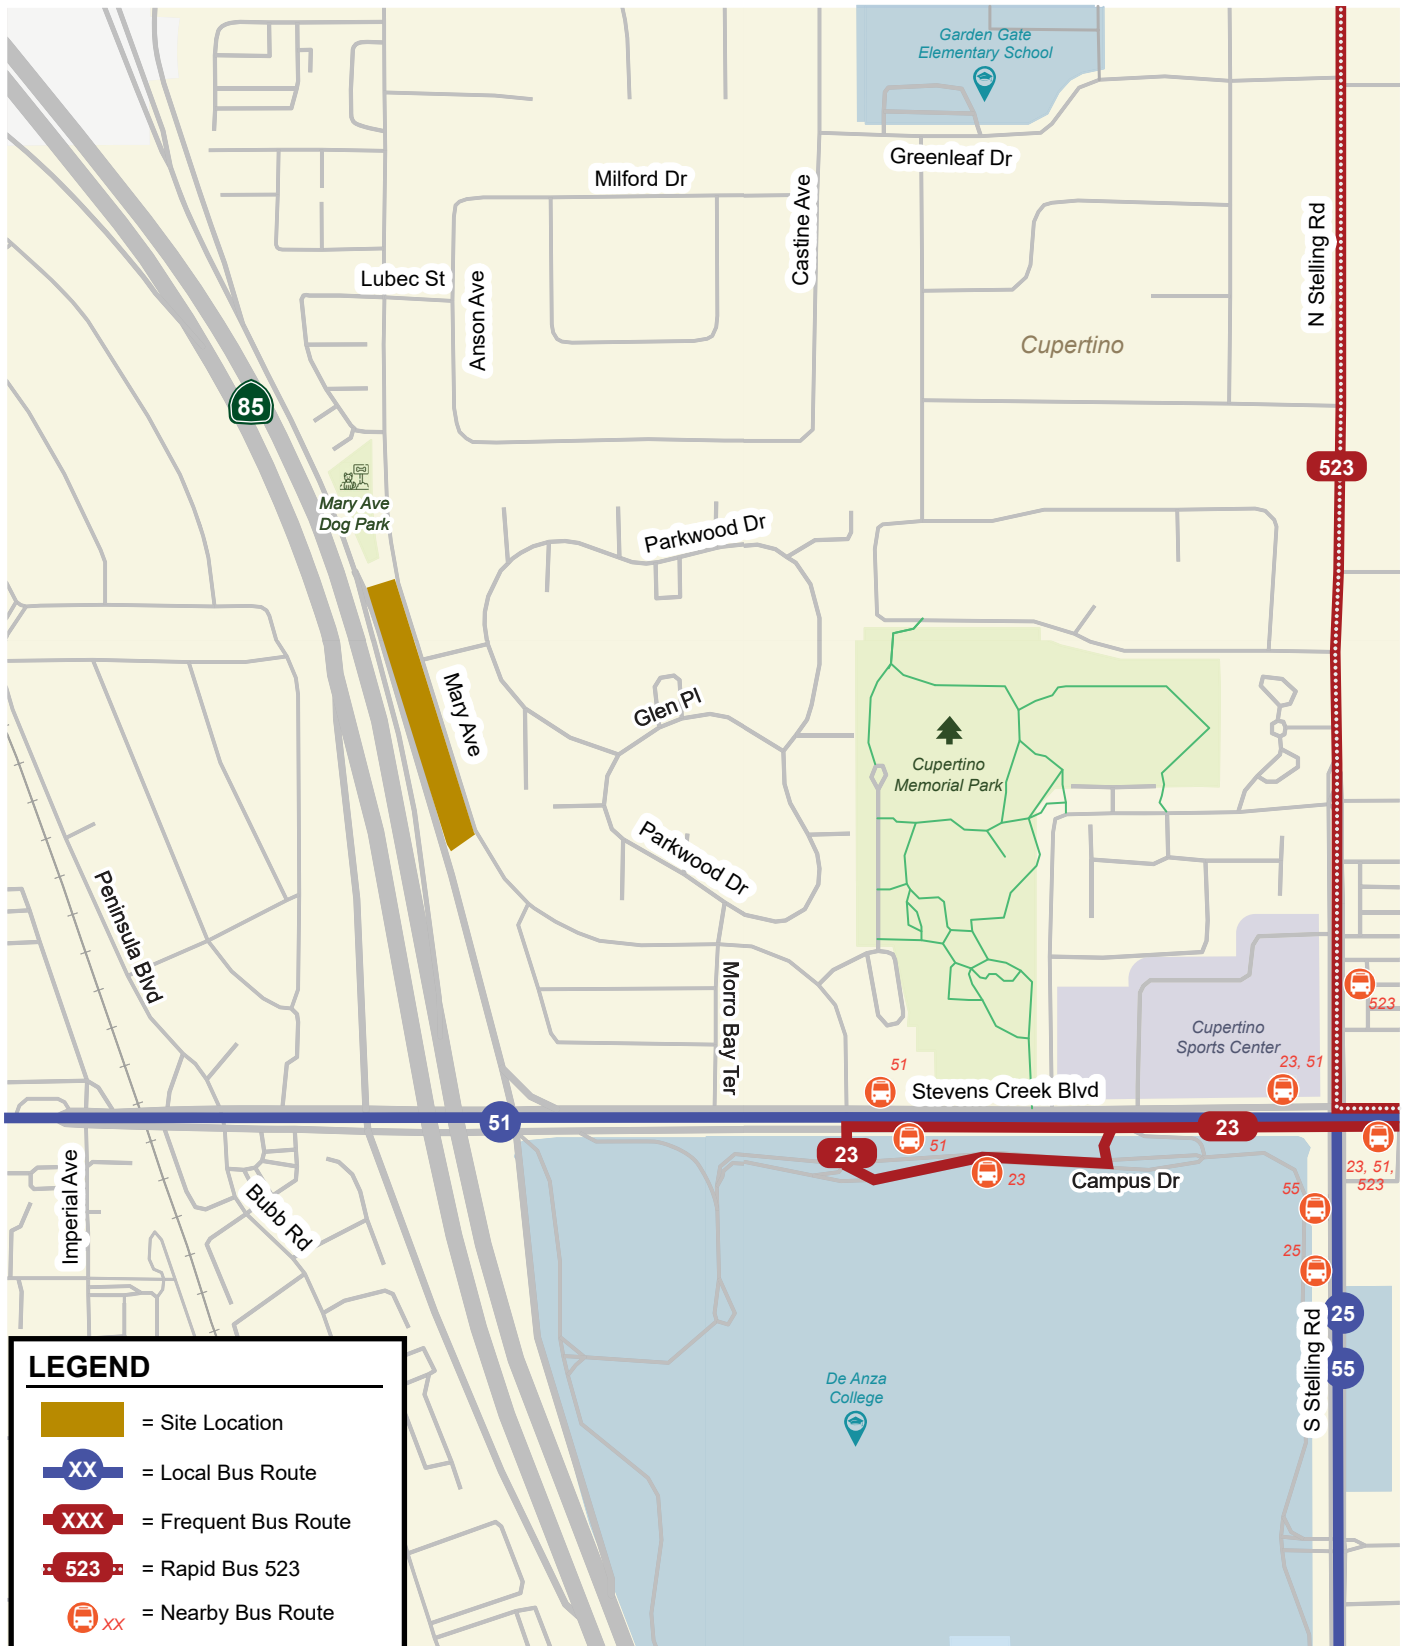 Garden Gate
Elementary School
Greenleaf Dr
Milford Dr
Castine Ave
N Stelling Rd
Lubec St
Anson Ave
Cupertino
85
523
Mary Ave
Dog Park
Parkwood Dr
Mary Ave
Glen Pl
Cupertino
Memorial Park
Parkwood Dr
Peninsula Blvd
Morro Bay Ter
523
Cupertino
Sports Center
23, 51
51
Stevens Creek Blvd
51
23
23
51
23
Campus Dr
23, 51,
523
55
25
Imperial Ave
Bubb Rd
25
55
S Stelling Rd
De Anza
College
LEGEND
= Site Location
XX
= Local Bus Route
XXX
= Frequent Bus Route
523
= Rapid Bus 523
XX
= Nearby Bus Route